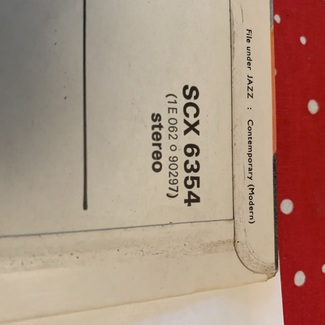 File under JAZZ : Contemporary (Modern)
SCX 6354
(1E 062 o 90297)
stereo